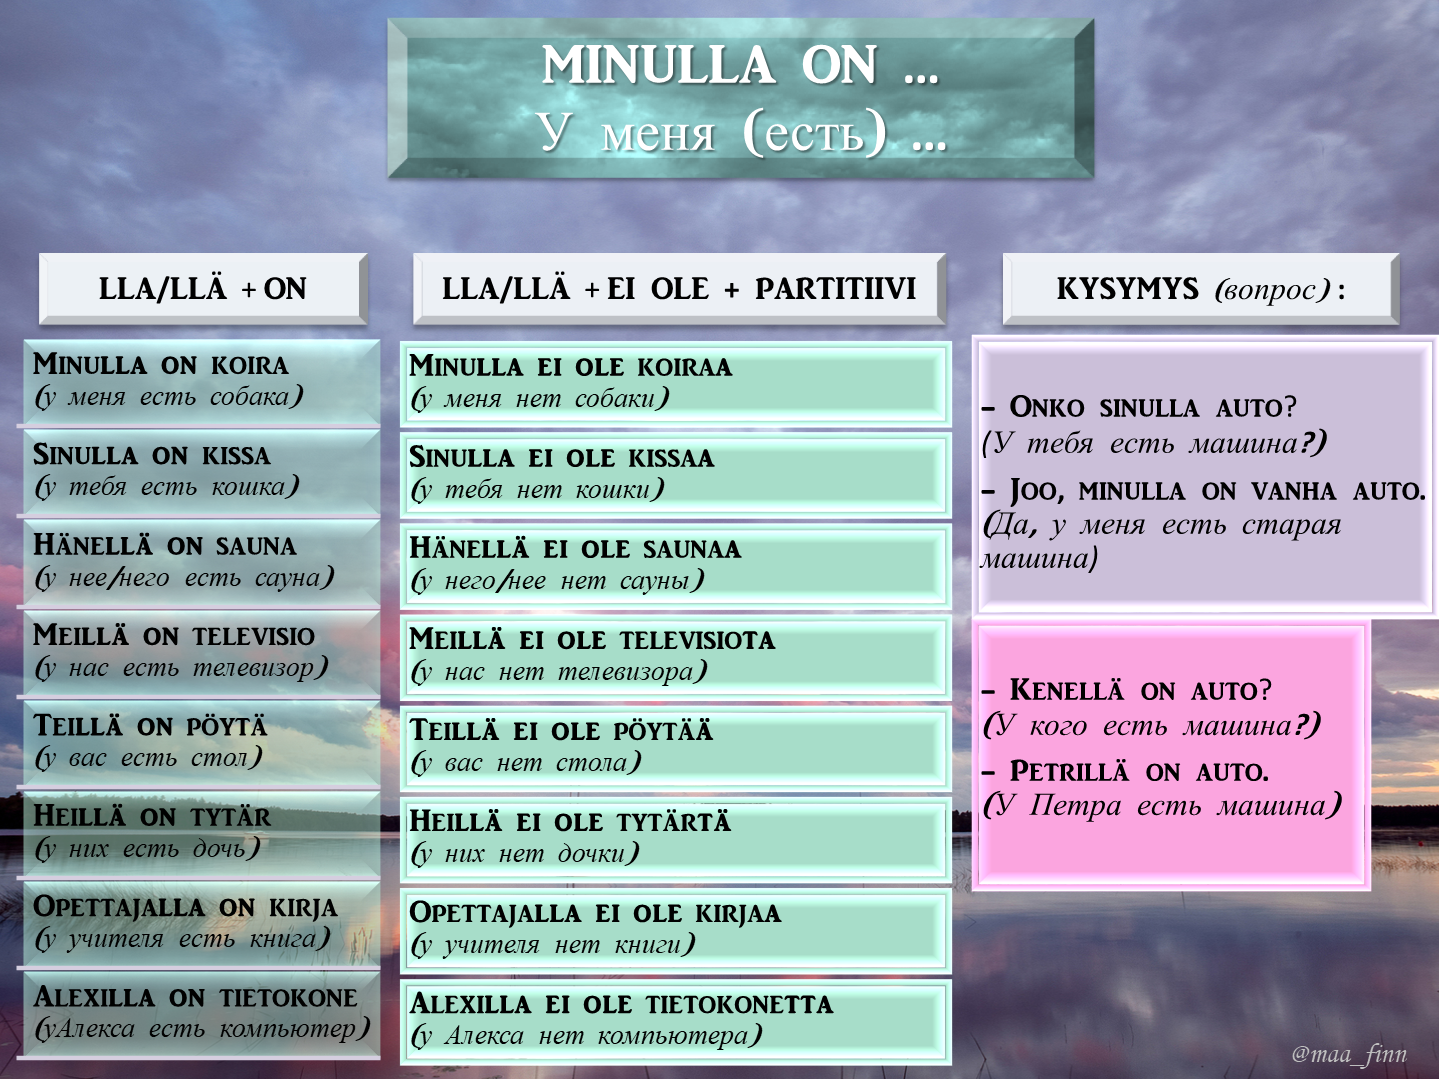 MINULLA ON ...
У меня (есть) ...
LLA/LLÄ + ON
MINULLA ON KOIRA
(у меня есть собака)
SINULLA ON KISSA
(у тебя есть кошка)
HÄNELLÄ ON SAUNA
(у нее/него есть сауна)
MEILLÄ ON TELEVISIO
(у нас есть телевизор)
TEILLÄ ON PÖYTÄ
(у вас есть стол)
HEILLÄ ON TYTÄR
(у них есть дочь)
OPETTAJALLA ON KIRJA
(у учителя есть книга)
ALEXILLA ON TIETOKONE
(уАлекса есть компьютер)
LLA/LLÄ + EI OLE + PARTITIIVI
MINULLA EI OLE KOIRAA
(у меня нет собаки)
SINULLA EI OLE KISSAA
(у тебя нет кошки)
HÄNELLÄ EI OLE SAUNAA
(у него/нее нет сауны)
MEILLÄ EI OLE TELEVISIOTA
(у нас нет телевизора)
TEILLÄ EI OLE PÖYTÄÄ
(у вас нет стола)
HEILLÄ EI OLE TYTÄRTÄ
(у них нет дочки)
OPETTAJALLA EI OLE KIRJAA
(у учителя нет книги)
ALEXILLA EI OLE TIETOKONETTA
(у Алекса нет компьютера)
KYSYMYS (вопрос) :
– ONKO SINULLA AUTO?
(У тебя есть машина?)
– JOO, MINULLA ON VANHA AUTO.
(Да, у меня есть старая
машина)
– KENELLÄ ON AUTO?
(У кого есть машина?)
– PETRILLÄ ON AUTO.
(У Петра есть машина)
@maa_finn